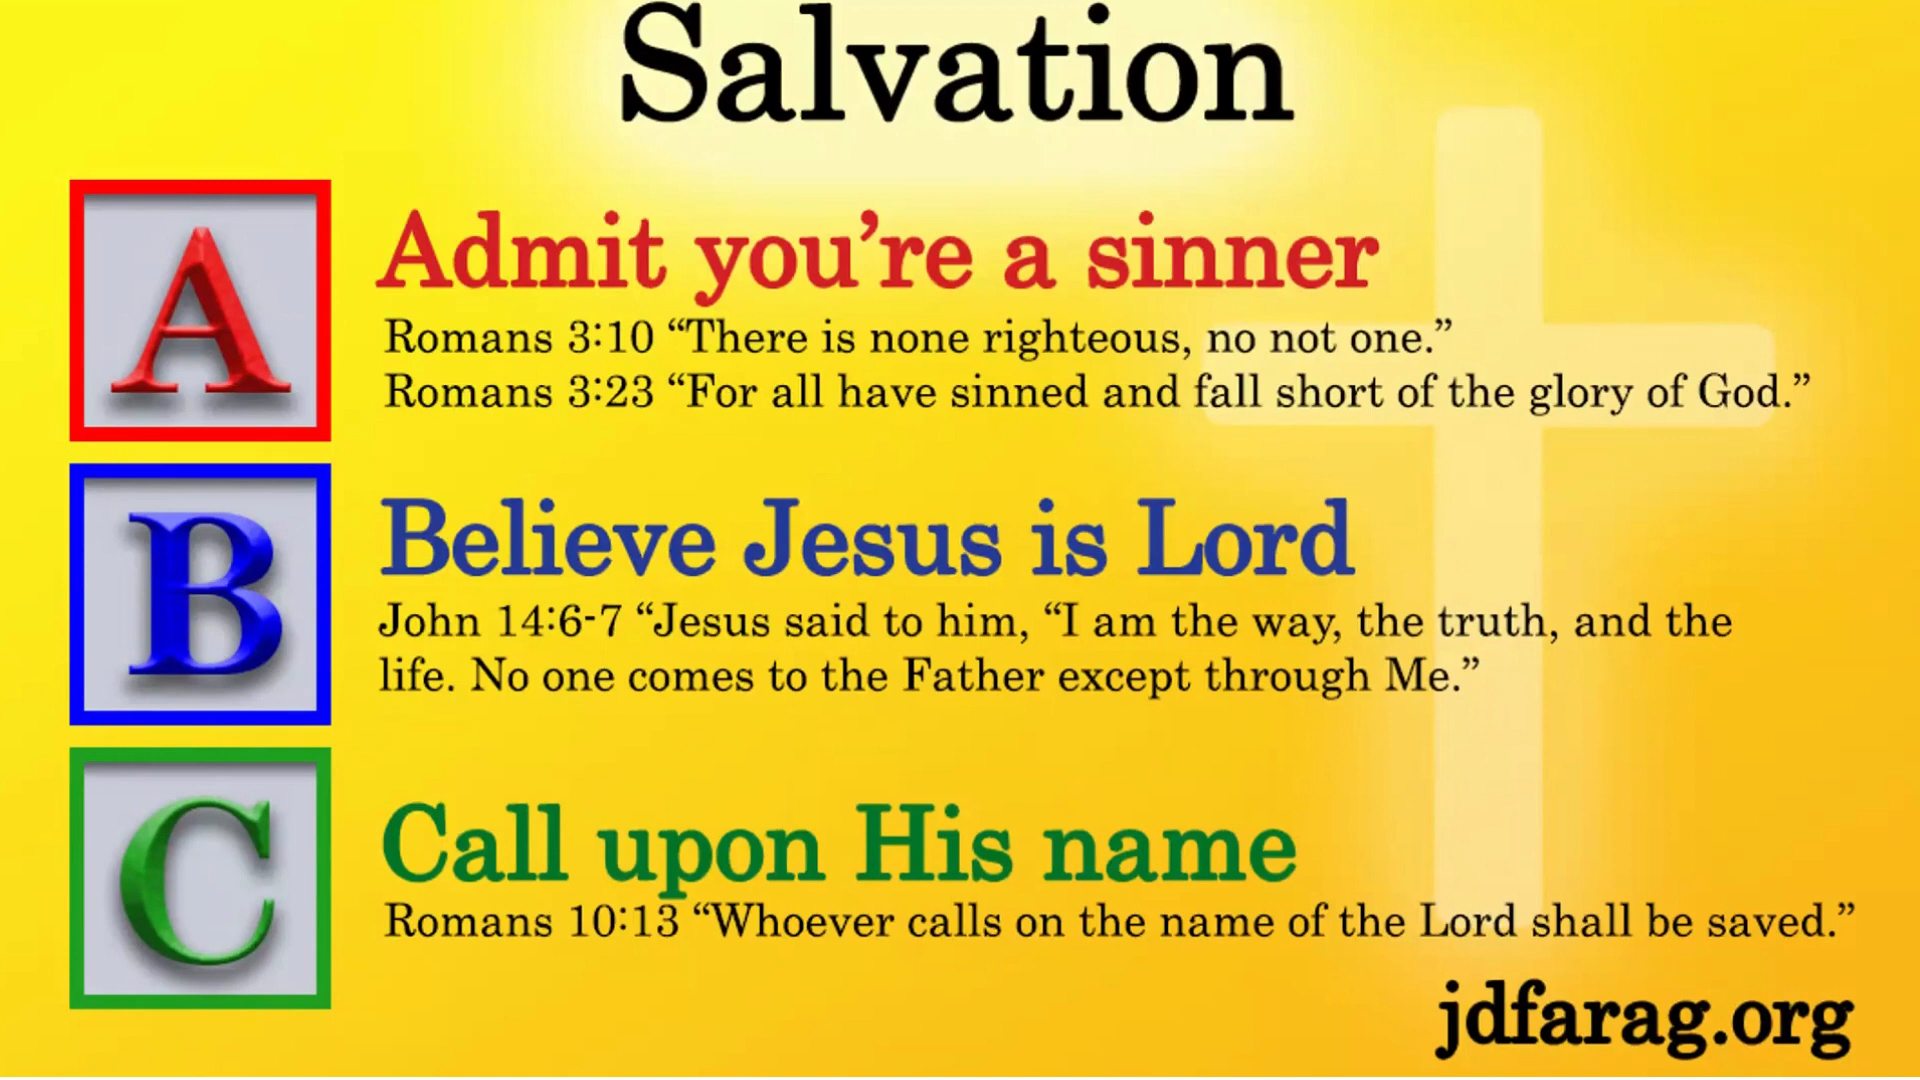 Salvation
A
Admit you’re a sinner
Romans 3:10 “There is none righteous, no not one.”
Romans 3:23 “For all have sinned and fall short of the glory of God.”
B
Believe Jesus is Lord
John 14:6-7 “Jesus said to him, “I am the way, the truth, and the
life. No one comes to the Father except through Me.”
C
Call upon His name
Romans 10:13 “Whoever calls on the name of the Lord shall be saved.”
jdfarag.org